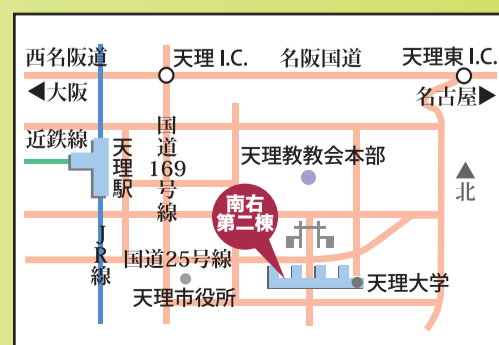 西名阪道
天理 I.C.
名阪国道
天理東 I.C.
◀大阪
名古屋▶
近鉄線
天理駅
国道169号線
天理教教会本部
▲北
南右
第二棟
JR線
国道25号線
天理市役所
天理大学